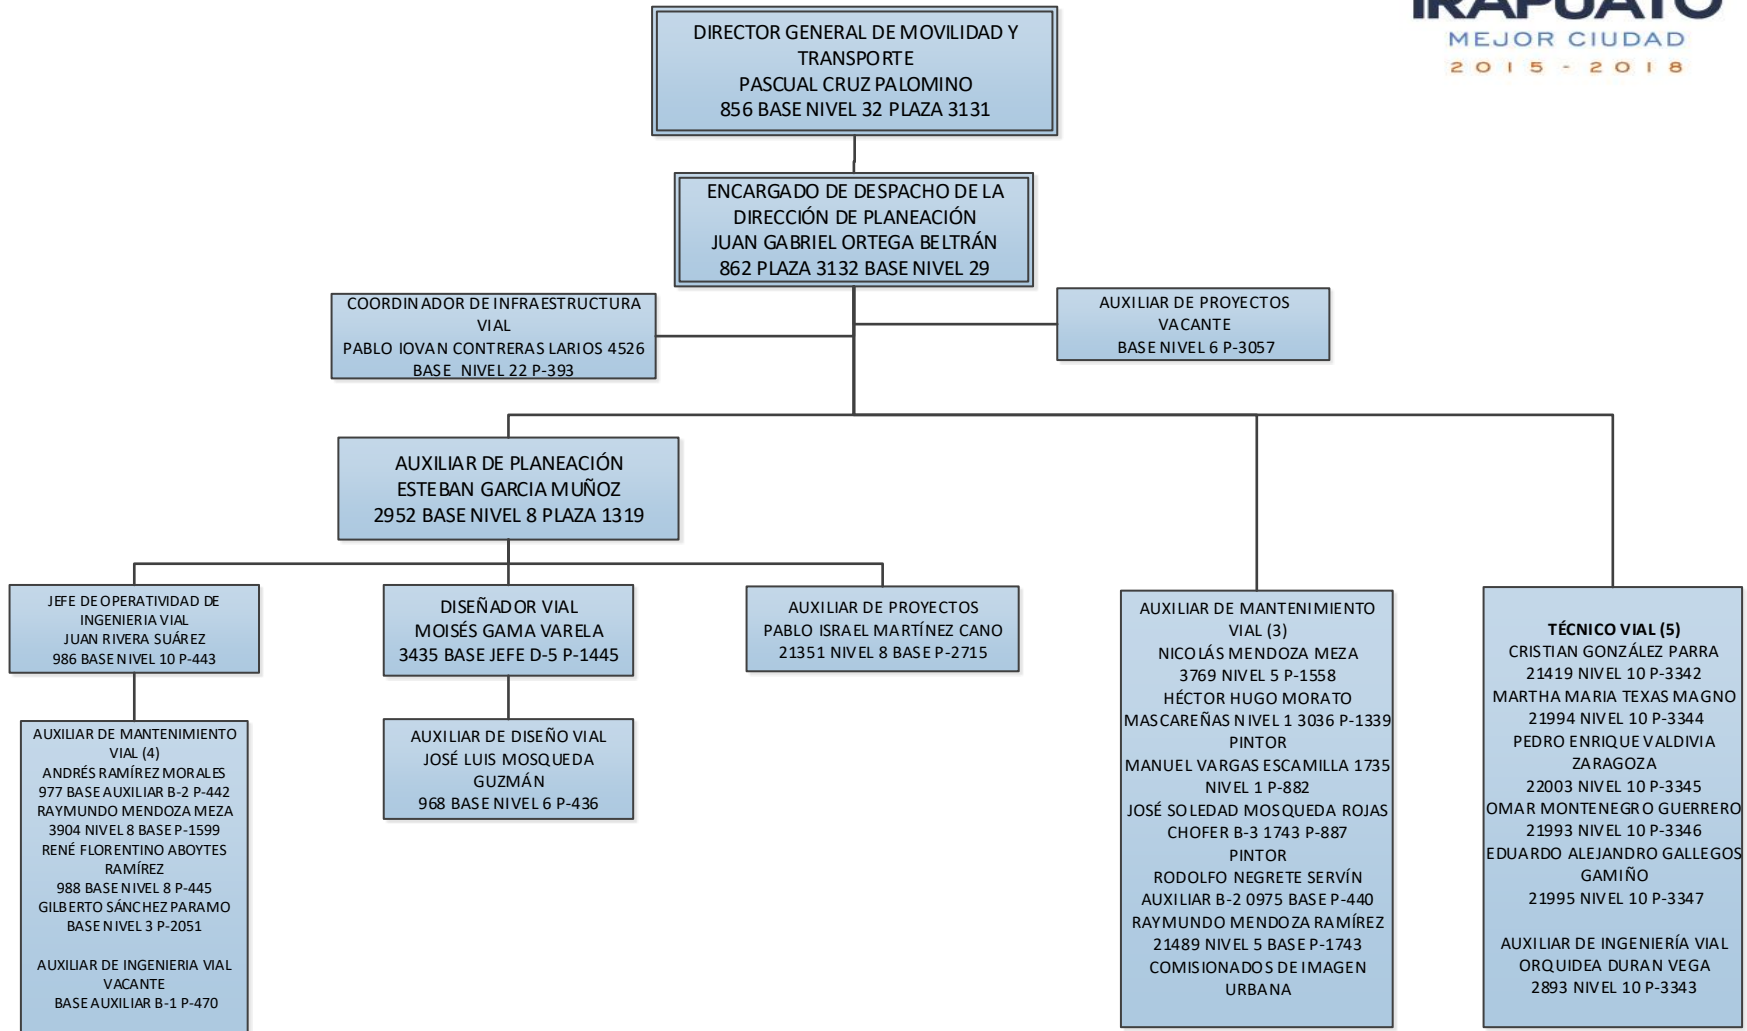 IRAPUATO
MEJOR CIUDAD
2015-2018
DIRECTOR GENERAL DE MOVILIDAD Y
TRANSPORTE
PASCUAL CRUZ PALOMINO
856 BASE NIVEL 32 PLAZA 3131
ENCARGADO DE DESPACHO DE LA
DIRECCIÓN DE PLANEACIÓN
JUAN GABRIEL ORTEGA BELTRÁN
862 PLAZA 3132 BASE NIVEL 29
COORDINADOR DE INFRAESTRUCTURA
VIAL
PABLO IOVAN CONTRERAS LARIOS 4526
BASE NIVEL 22 P-393
AUXILIAR DE PROYECTOS
VACANTE
BASE NIVEL 6 P-3057
AUXILIAR DE PLANEACIÓN
ESTEBAN GARCIA MUÑOZ
2952 BASE NIVEL 8 PLAZA 1319
JEFE DE OPERATIVIDAD DE
INGENIERIA VIAL
JUAN RIVERA SUÁREZ
986 BASE NIVEL 10 P-443
DISEÑADOR VIAL
MOISÉS GAMA VARELA
3435 BASE JEFE D-5 P-1445
AUXILIAR DE PROYECTOS
PABLO ISRAEL MARTÍNEZ CANO
21351 NIVEL 8 BASE P-2715
AUXILIAR DE MANTENIMIENTO
VIAL (4)
ANDRÉS RAMÍREZ MORALES
977 BASE AUXILIAR B-2 P-442
RAYMUNDO MENDOZA MEZA
3904 NIVEL 8 BASE P-1599
RENÉ FLORENTINO ABOYTES
RAMÍREZ
988 BASE NIVEL 8 P-445
GILBERTO SÁNCHEZ PARAMO
BASE NIVEL 3 P-2051
AUXILIAR DE INGENIERIA VIAL
VACANTE
BASE AUXILIAR B-1 P-470
AUXILIAR DE DISEÑO VIAL
JOSÉ LUIS MOSQUEDA
GUZMÁN
968 BASE NIVEL 6 P-436
AUXILIAR DE MANTENIMIENTO
VIAL (3)
NICOLÁS MENDOZA MEZA
3769 NIVEL 5 P-1558
HÉCTOR HUGO MORATO
MASCAREÑAS NIVEL 1 3036 P-1339
PINTOR
MANUEL VARGAS ESCAMILLA 1735
NIVEL 1 P-882
JOSÉ SOLEDAD MOSQUEDA ROJAS
CHOFER B-3 1743 P-887
PINTOR
RODOLFO NEGRETE SERVÍN
AUXILIAR B-2 0975 BASE P-440
RAYMUNDO MENDOZA RAMÍREZ
21489 NIVEL 5 BASE P-1743
COMISIONADOS DE IMAGEN
URBANA
TÉCNICO VIAL (5)
CRISTIAN GONZÁLEZ PARRA
21419 NIVEL 10 P-3342
MARTHA MARIA TEXAS MAGNO
21994 NIVEL 10 P-3344
PEDRO ENRIQUE VALDIVIA
ZARAGOZA
22003 NIVEL 10 P-3345
OMAR MONTENEGRO GUERRERO
21993 NIVEL 10 P-3346
EDUARDO ALEJANDRO GALLEGOS
GAMIÑO
21995 NIVEL 10 P-3347
AUXILIAR DE INGENIERÍA VIAL
ORQUIDEA DURAN VEGA
2893 NIVEL 10 P-3343